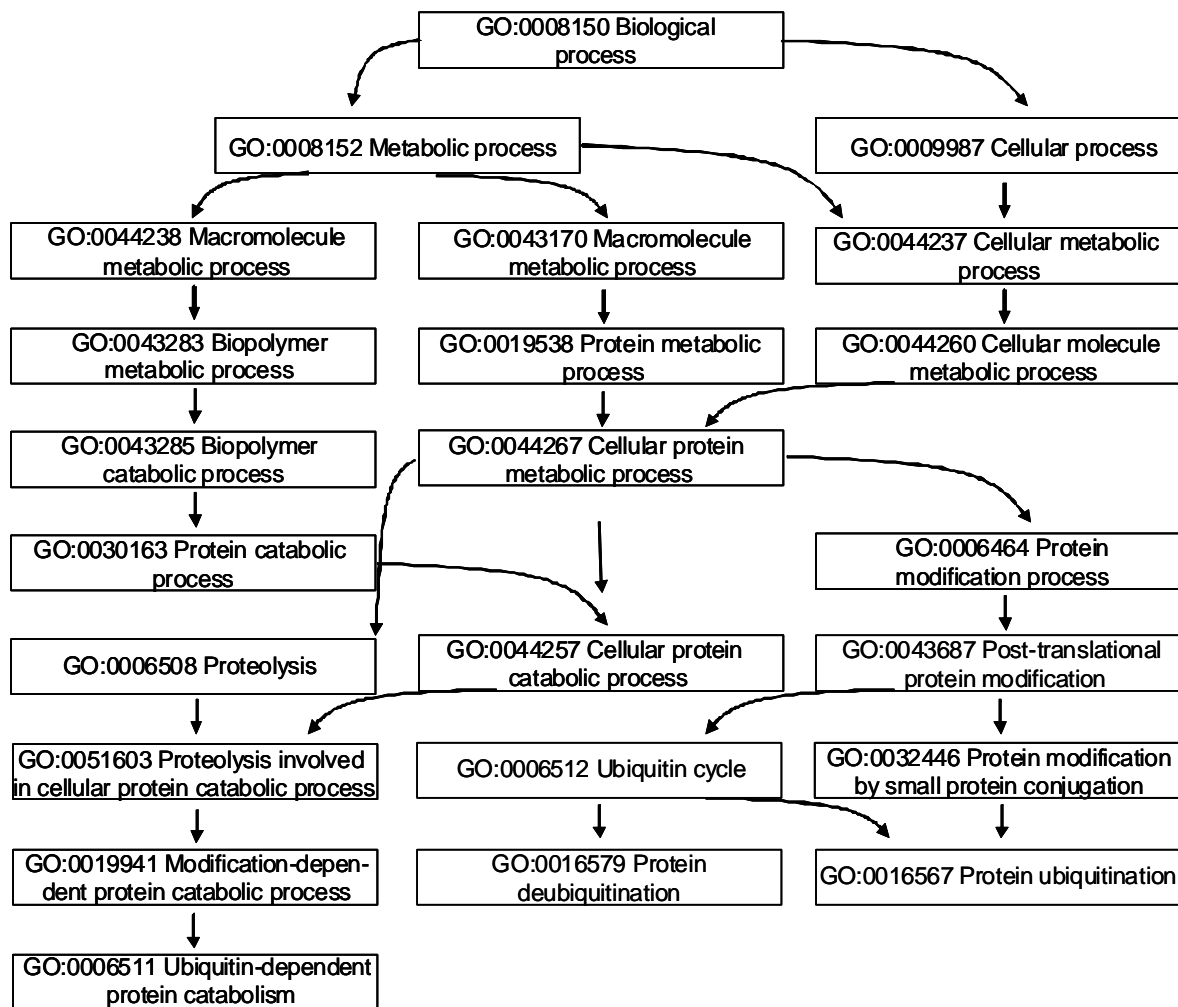 GO:0008150 Biological
process
GO:0008152 Metabolic process
GO:0009987 Cellular process
GO:0044238 Macromolecule
metabolic process
GO:0043170 Macromolecule
metabolic process
GO:0044237 Cellular metabolic
process
GO:0043283 Biopolymer
metabolic process
GO:0019538 Protein metabolic
process
GO:0044260 Cellular molecule
metabolic process
GO:0043285 Biopolymer
catabolic process
GO:0044267 Cellular protein
metabolic process
GO:0030163 Protein catabolic
process
GO:0006464 Protein
modification process
GO:0006508 Proteolysis
GO:0044257 Cellular protein
catabolic process
GO:0043687 Post-translational
protein modification
GO:0051603 Proteolysis involved
in cellular protein catabolic process
GO:0006512 Ubiquitin cycle
GO:0032446 Protein modification
by small protein conjugation
GO:0019941 Modification-depen-
dent protein catabolic process
GO:0016579 Protein
deubiquitination
GO:0016567 Protein ubiquitination
GO:0006511 Ubiquitin-dependent
protein catabolism